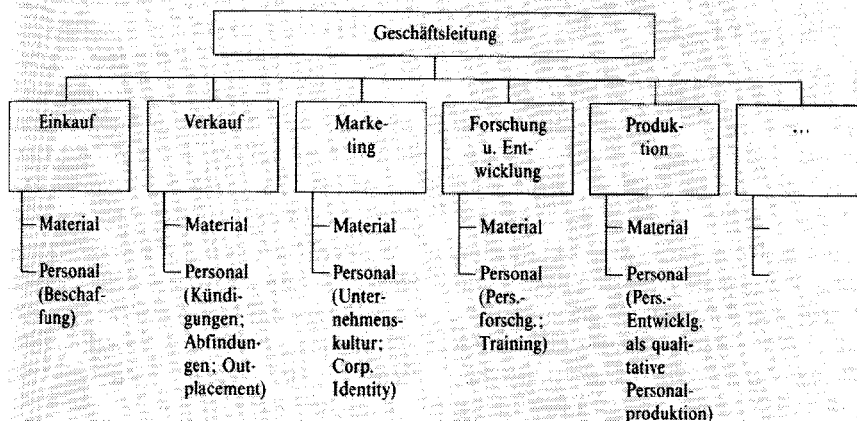 Geschäftsleitung
Einkauf
Verkauf
Marke-
ting
Forschung
u. Ent-
wicklung
Produk-
tion
...
Material
Personal
(Beschaf-
fung)
Material
Personal
(Kündi-
gungen;
Abfindun-
gen; Out-
placement)
Material
Personal
(Unter-
nehmens-
kultur;
Corp.
Identity)
Material
Personal
(Pers.-
forschg.;
Training)
Material
Personal
(Pers.-
Entwicklg.
als quali-
tative
Personal-
produktion)